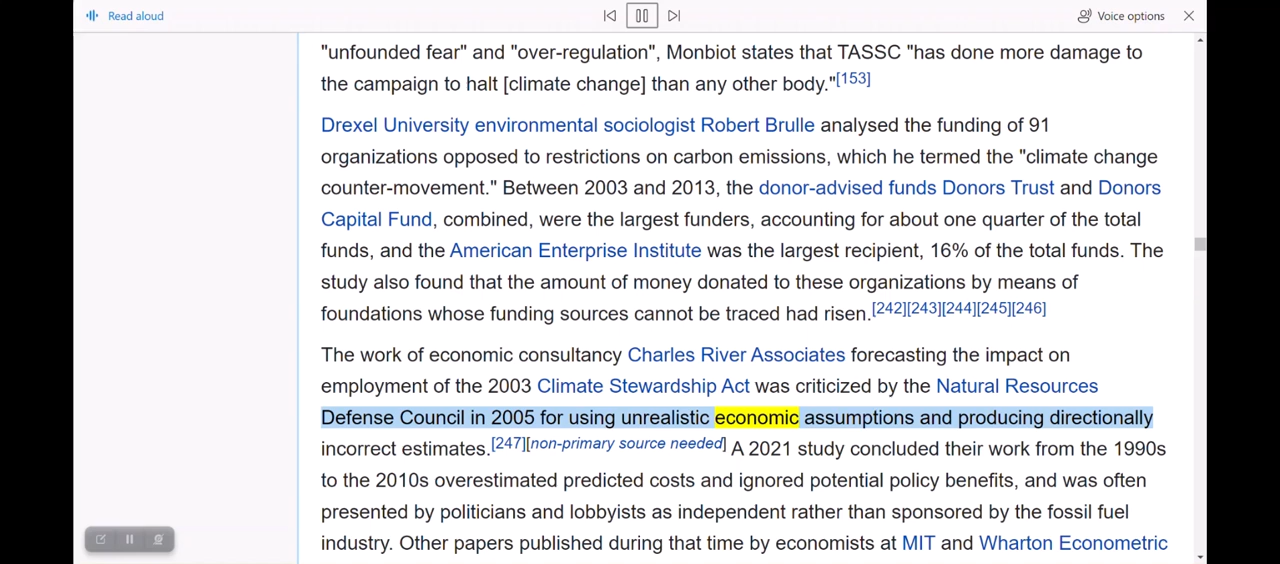 Read aloud
Voice options
"unfounded fear" and "over-regulation", Monbiot states that TASSC "has done more damage to
the campaign to halt [climate change] than any other body."[153]
Drexel University environmental sociologist Robert Brulle analysed the funding of 91
organizations opposed to restrictions on carbon emissions, which he termed the "climate change
counter-movement." Between 2003 and 2013, the donor-advised funds Donors Trust and Donors
Capital Fund, combined, were the largest funders, accounting for about one quarter of the total
funds, and the American Enterprise Institute was the largest recipient, 16% of the total funds. The
study also found that the amount of money donated to these organizations by means of
foundations whose funding sources cannot be traced had risen.[242][243][244][245][246]
The work of economic consultancy Charles River Associates forecasting the impact on
employment of the 2003 Climate Stewardship Act was criticized by the Natural Resources
Defense Council in 2005 for using unrealistic economic assumptions and producing directionally
incorrect estimates.[247][non-primary source needed] A 2021 study concluded their work from the 1990s
to the 2010s overestimated predicted costs and ignored potential policy benefits, and was often
presented by politicians and lobbyists as independent rather than sponsored by the fossil fuel
industry. Other papers published during that time by economists at MIT and Wharton Econometric